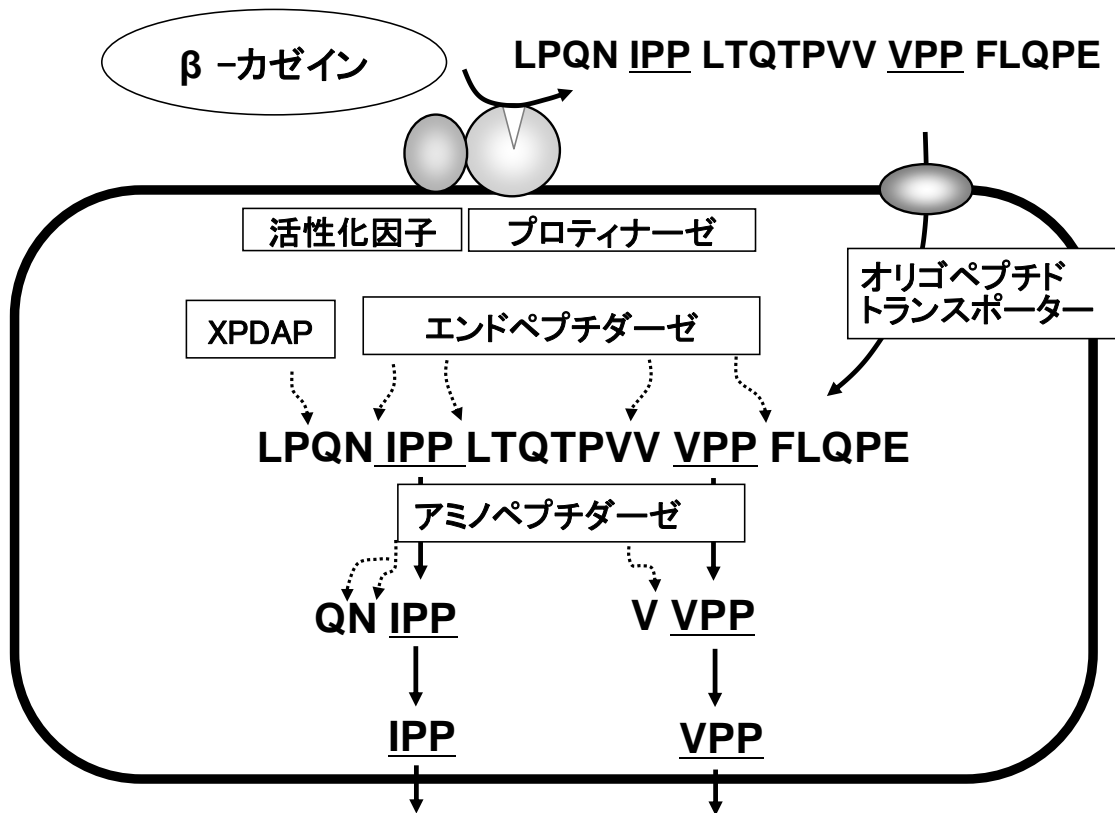 β －カゼイン
LPQN IPP LTQTPVV VPP FLQPE
活性化因子
プロティナーゼ
オリゴペプチド
トランスポーター
XPDAP
エンドペプチダーゼ
LPQN IPP LTQTPVV VPP FLQPE
アミノペプチダーゼ
QN IPP
V VPP
IPP
VPP